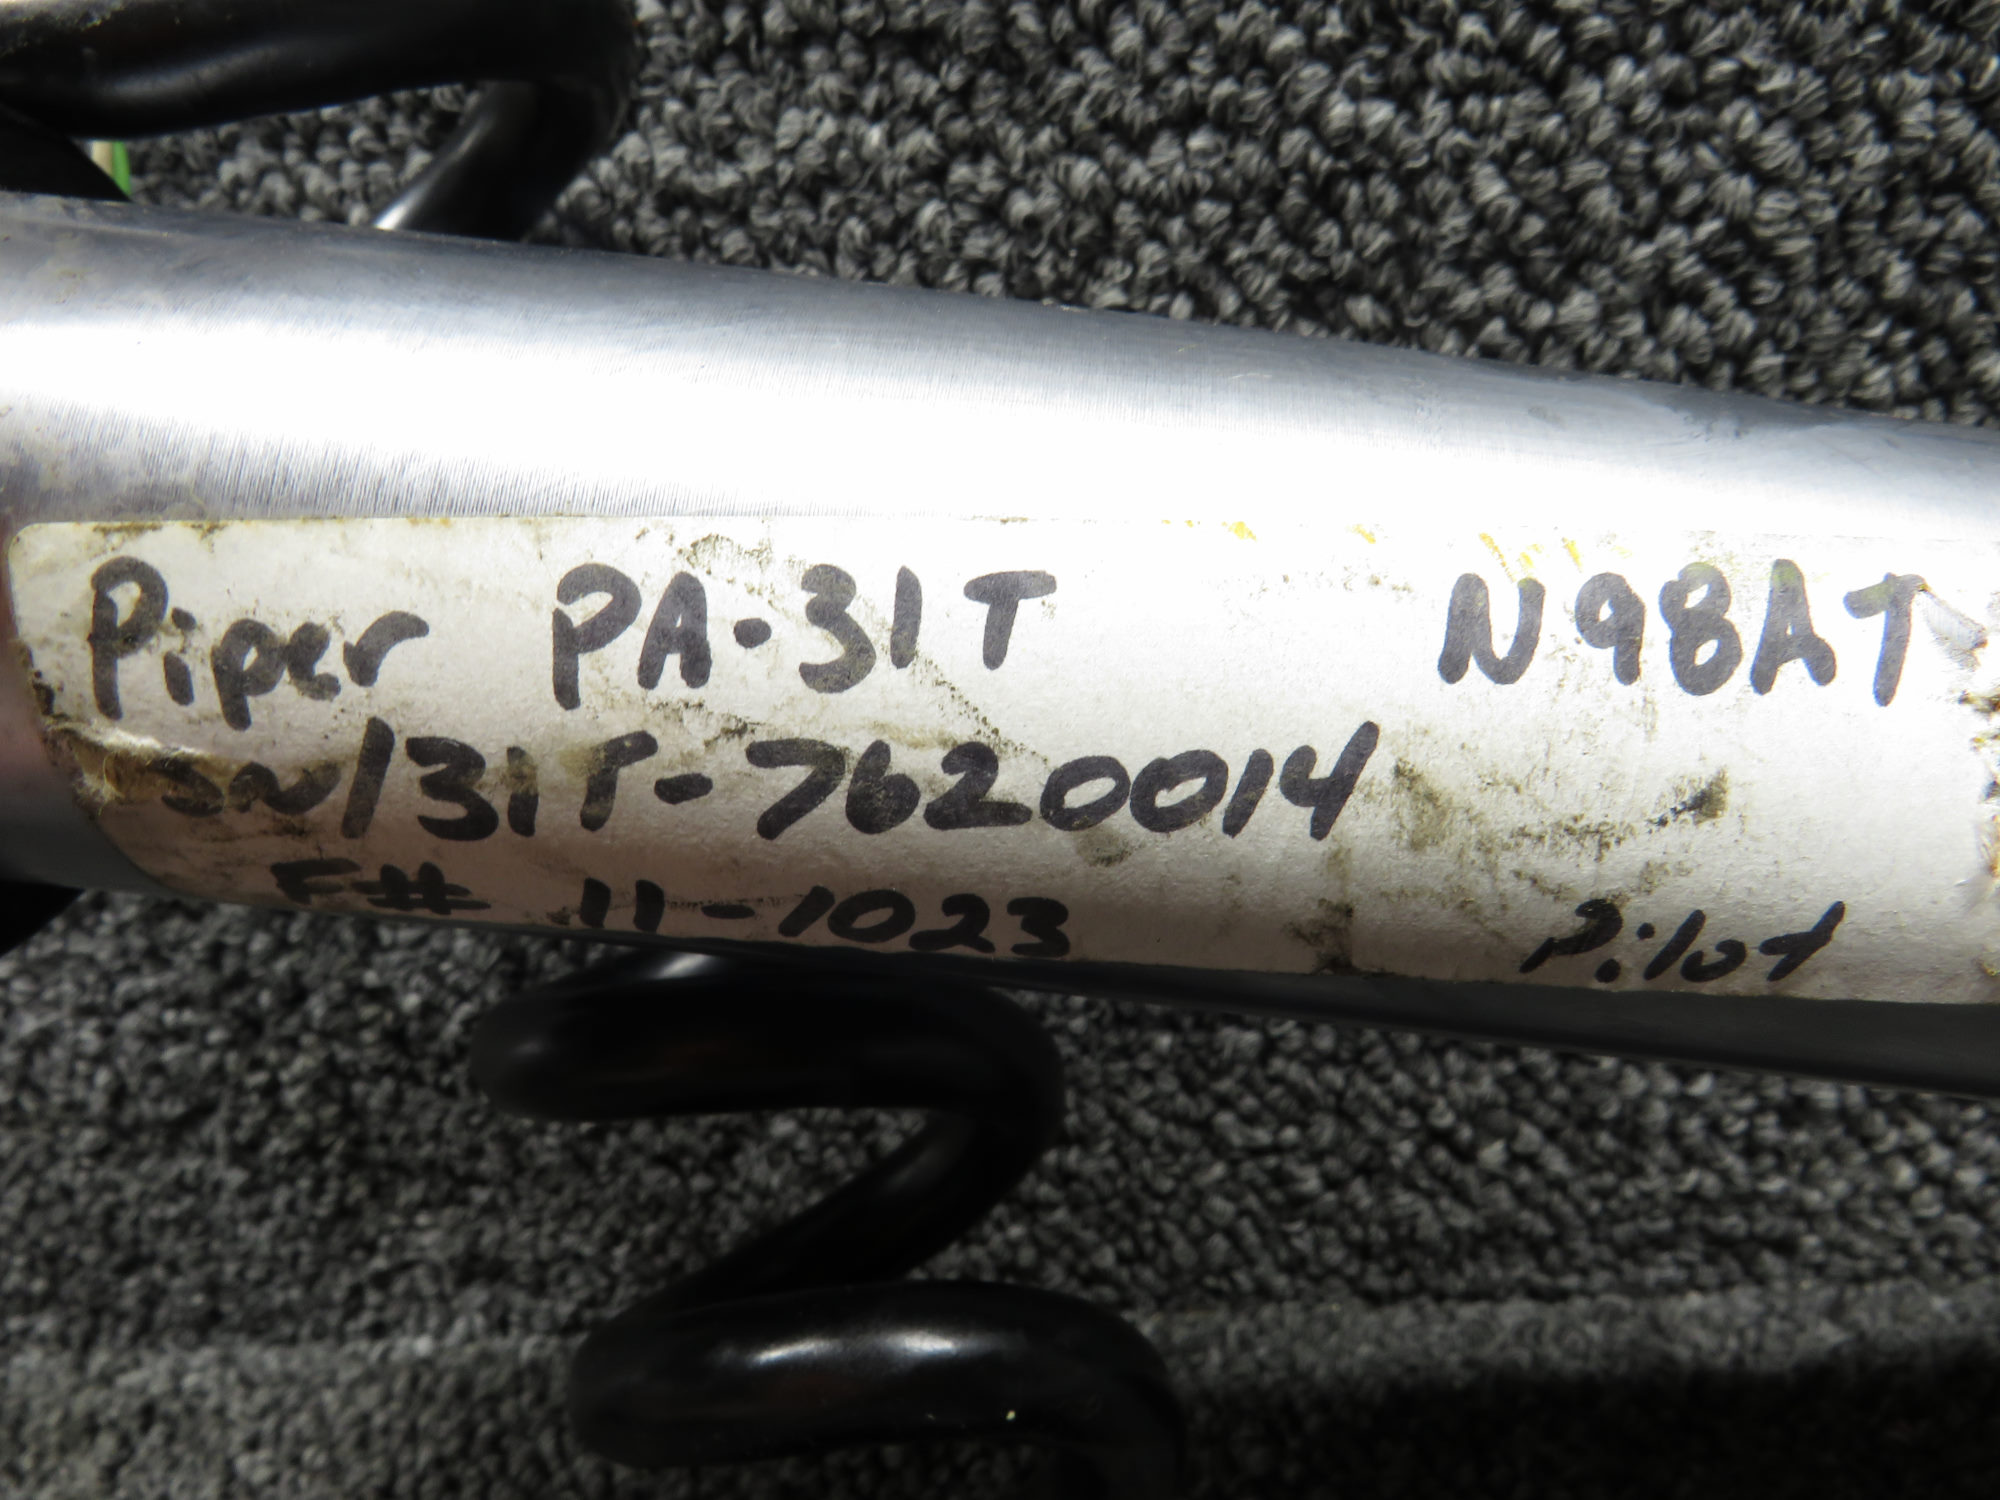 Piper PA-31T N98AT
SN/31T-7620014
F# 11-1023 Pilot